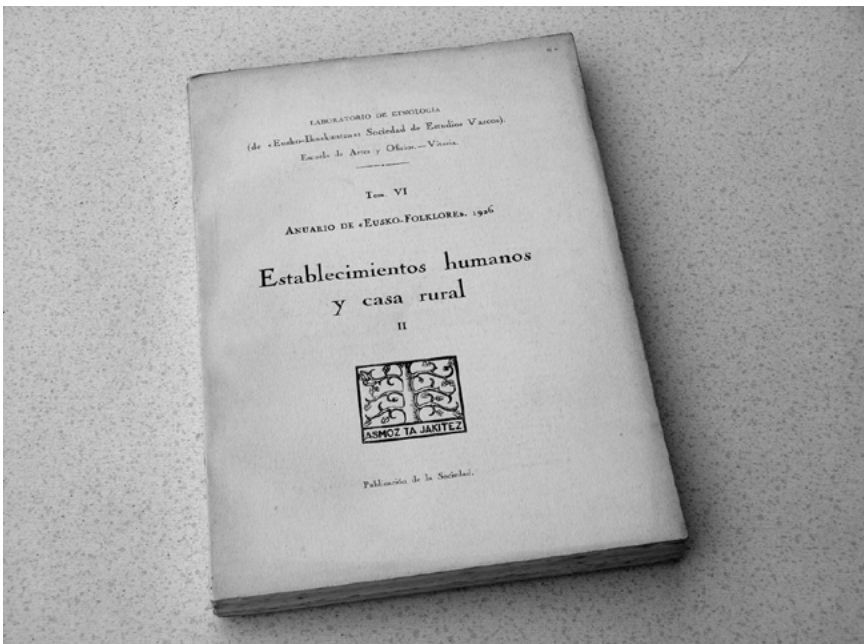 LABORATORIO DE ETNOLOGIA
(de «Eusko-Ikaskuntza» Sociedad de Estudios Vascos).
Escuela de Artes y Oficios.—Vitoria.
Tom. VI
ANUARIO DE «EUSKO-FOLKLORE». 1926
Establecimientos humanos
y casa rural
II
ASMOZ TA JAKITEZ
Publicación de la Sociedad.